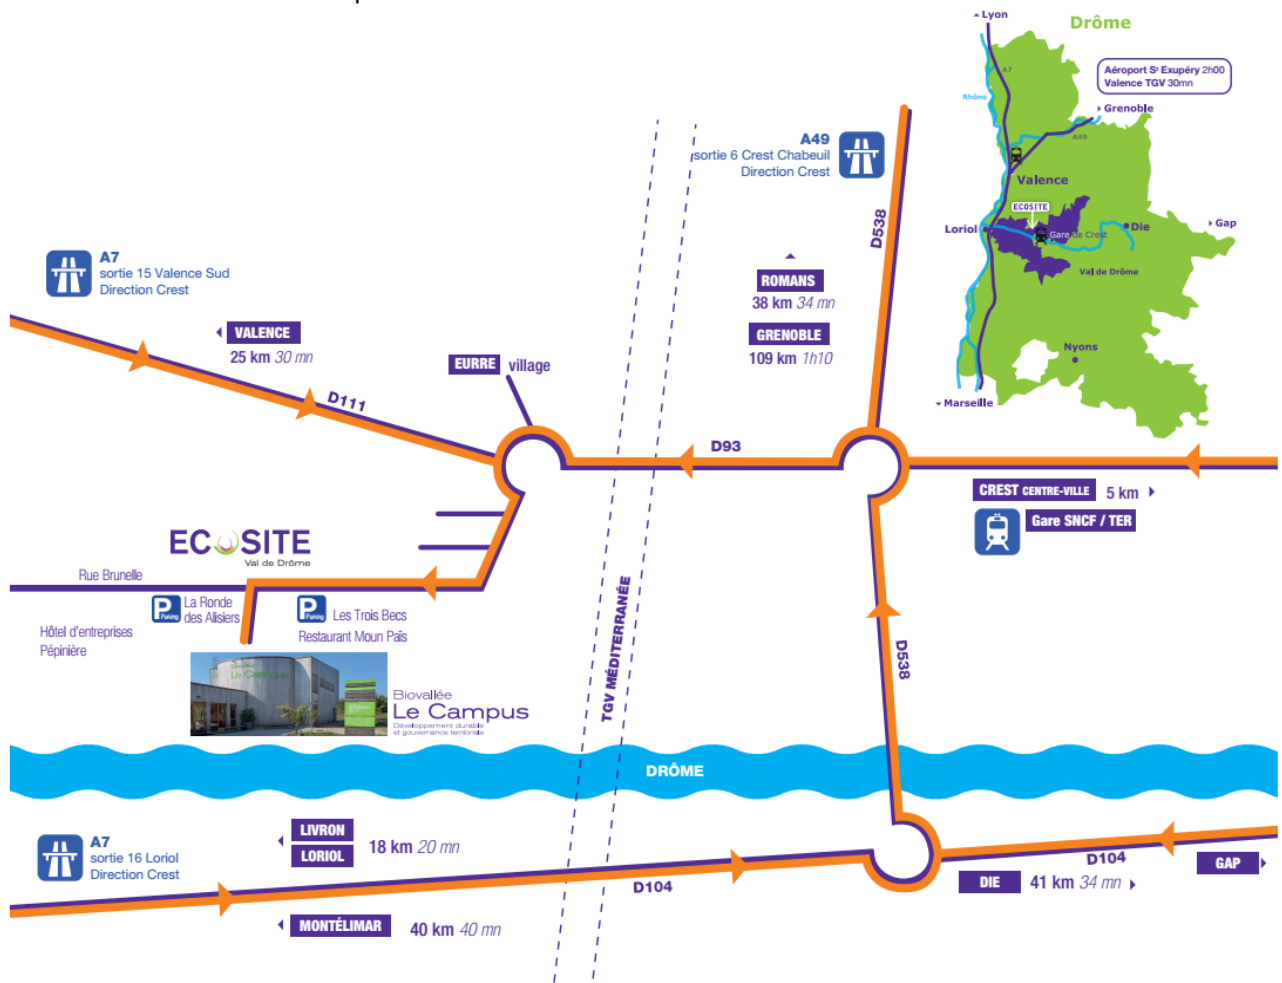 Lyon
Drôme
A7
Aéroport St Exupéry 2h00
Valence TGV 30mn
Rhône
Grenoble
A49
Valence
ECOSITE
Loriol
Gare de Crest
Die
Gap
Val de Drôme
Nyons
Marseille
A49
sortie 6 Crest Chabeuil
Direction Crest
D538
A7
sortie 15 Valence Sud
Direction Crest
ROMANS
38 km 34 mn
GRENOBLE
109 km 1h10
VALENCE
25 km 30 mn
EURRE village
D111
D93
CREST CENTRE-VILLE 5 km
Gare SNCF / TER
ECOSITE
Val de Drôme
Rue Brunelle
P
Parking
La Ronde
des Alisiers
P
Parking
Les Trois Becs
Restaurant Moun Païs
Hôtel d'entreprises
Pépinière
TGV MÉDITERRANÉE
D538
Le Campus
Biovallée
Le Campus
Développement durable
et gouvernance territoriale
DRÔME
A7
sortie 16 Loriol
Direction Crest
LIVRON
LORIOL
18 km 20 mn
D104
D104
GAP
DIE 41 km 34 mn
MONTÉLIMAR 40 km 40 mn